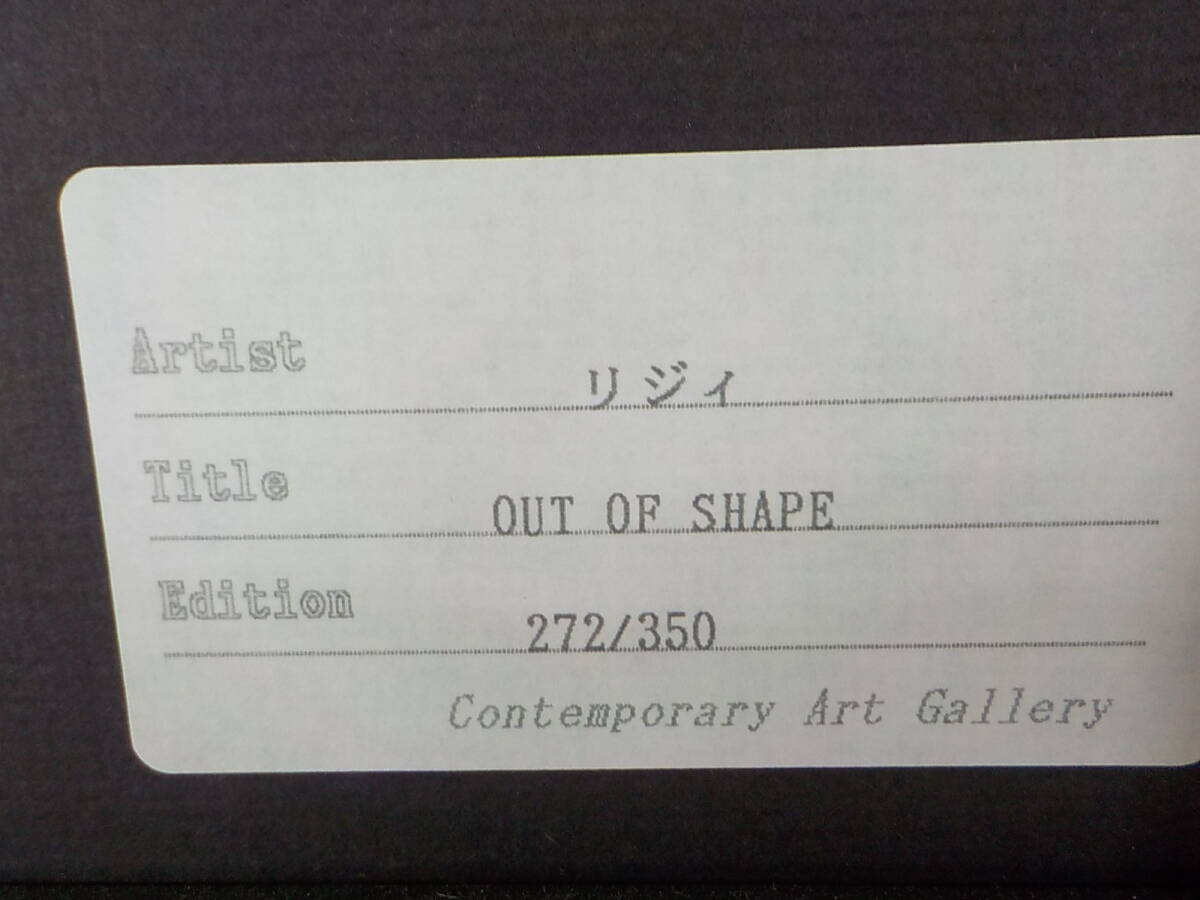 Artist リジィ
Title OUT OF SHAPE
Edition 272/350
Contemporary Art Gallery